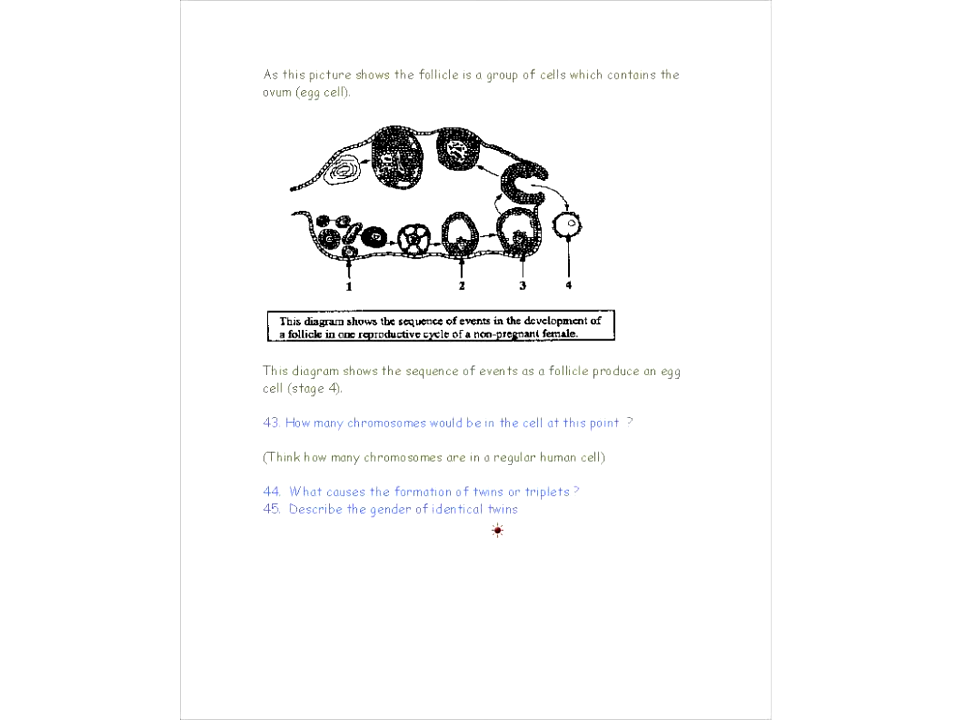 As this picture shows the follicle is a group of cells which contains the
ovum (egg cell).
1 2 3 4
This diagram shows the sequence of events in the development of
a follicle in one reproductive cycle of a non-pregnant female.
This diagram shows the sequence of events as a follicle produce an egg
cell (stage 4).
43. How many chromosomes would be in the cell at this point ?
(Think how many chromosomes are in a regular human cell)
44. What causes the formation of twins or triplets ?
45. Describe the gender of identical twins